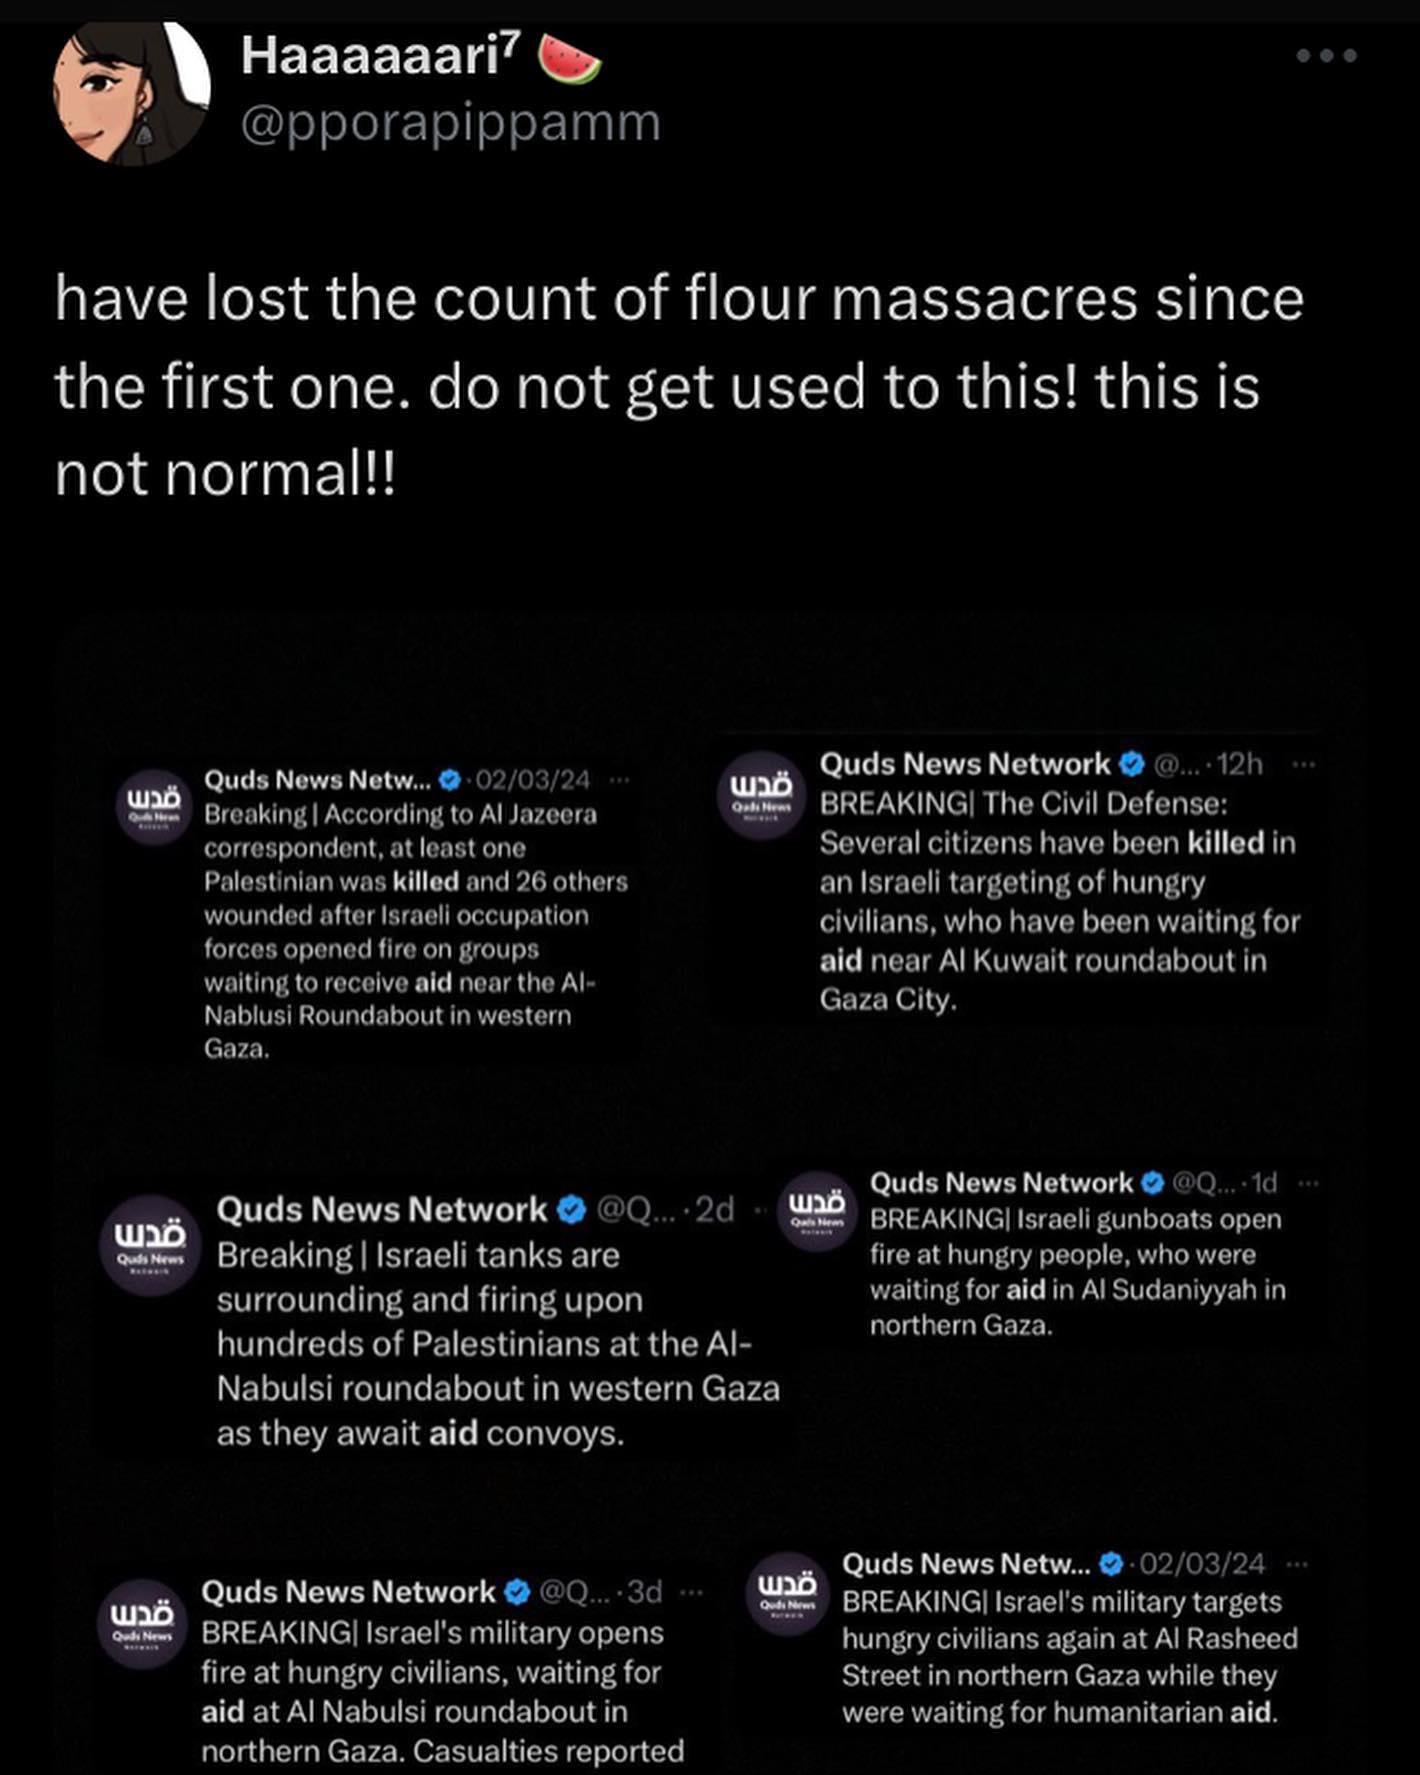 Haaaaaari⁷ 🍉
@pporapippamm
have lost the count of flour massacres since
the first one. do not get used to this! this is
not normal!!
قدس
Quds News
Network
Quds News Netw... · 02/03/24 ...
Breaking | According to Al Jazeera
correspondent, at least one
Palestinian was killed and 26 others
wounded after Israeli occupation
forces opened fire on groups
waiting to receive aid near the Al-
Nablusi Roundabout in western
Gaza.
قدس
Quds News
Network
Quds News Network @... · 12h ...
BREAKING| The Civil Defense:
Several citizens have been killed in
an Israeli targeting of hungry
civilians, who have been waiting for
aid near Al Kuwait roundabout in
Gaza City.
قدس
Quds News
Network
Quds News Network @Q... · 2d ..
Breaking | Israeli tanks are
surrounding and firing upon
hundreds of Palestinians at the Al-
Nabulsi roundabout in western Gaza
as they await aid convoys.
قدس
Quds News
Network
Quds News Network @Q... · 1d ...
BREAKING| Israeli gunboats open
fire at hungry people, who were
waiting for aid in Al Sudaniyyah in
northern Gaza.
قدس
Quds News
Network
Quds News Network @Q... · 3d ...
BREAKING| Israel's military opens
fire at hungry civilians, waiting for
aid at Al Nabulsi roundabout in
northern Gaza. Casualties reported
قدس
Quds News
Network
Quds News Netw... · 02/03/24 ...
BREAKING| Israel's military targets
hungry civilians again at Al Rasheed
Street in northern Gaza while they
were waiting for humanitarian aid.